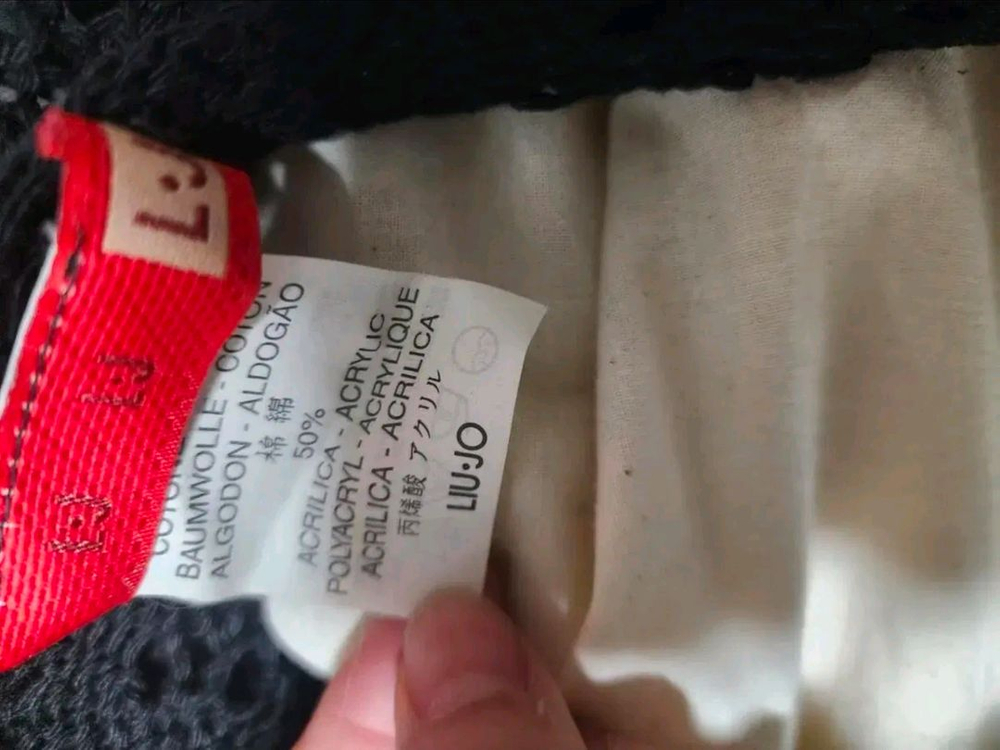 L·J
L·J
L·J
COTONE
BAUMWOLLE - COTON
ALGODON - ALDOGÃO
棉 綿
50%
ACRILICA - ACRYLIC
POLYACRYL - ACRYLIQUE
ACRILICA - ACRILICA
丙烯酸 アクリル
LIU·JO